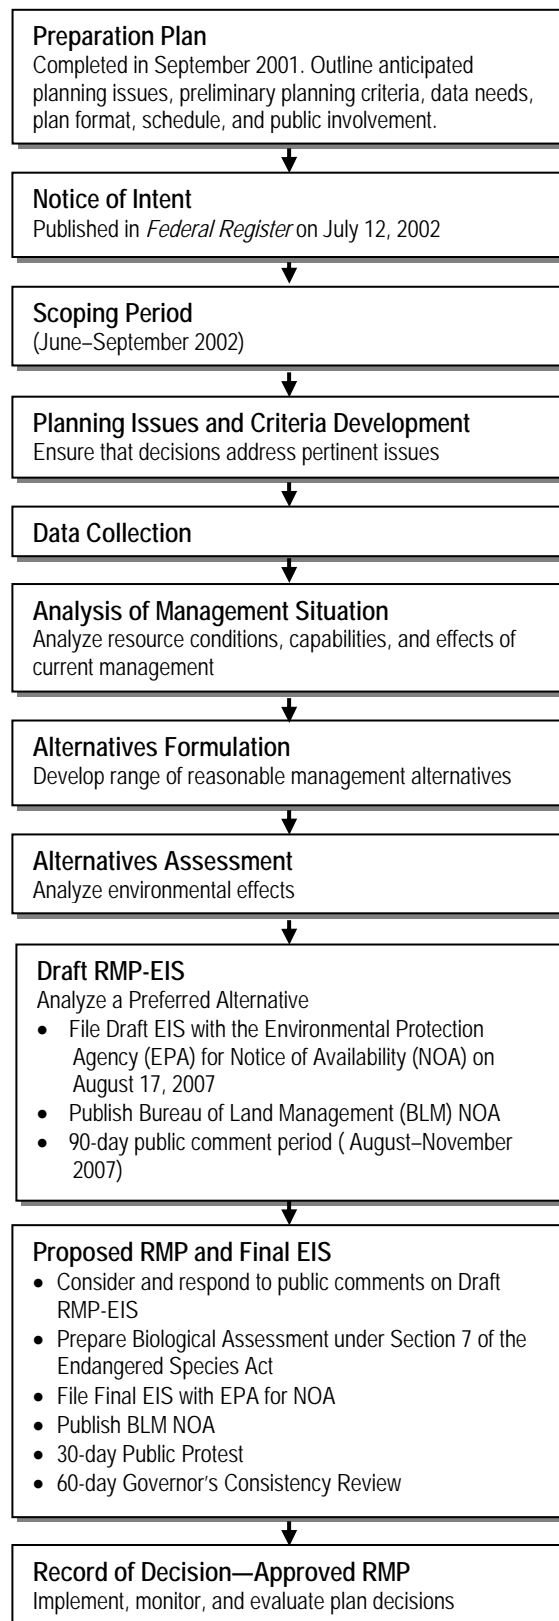 Preparation Plan
Completed in September 2001. Outline anticipated
planning issues, preliminary planning criteria, data needs,
plan format, schedule, and public involvement.
Notice of Intent
Published in Federal Register on July 12, 2002
Scoping Period
(June–September 2002)
Planning Issues and Criteria Development
Ensure that decisions address pertinent issues
Data Collection
Analysis of Management Situation
Analyze resource conditions, capabilities, and effects of
current management
Alternatives Formulation
Develop range of reasonable management alternatives
Alternatives Assessment
Analyze environmental effects
Draft RMP-EIS
Analyze a Preferred Alternative
• File Draft EIS with the Environmental Protection
Agency (EPA) for Notice of Availability (NOA) on
August 17, 2007
• Publish Bureau of Land Management (BLM) NOA
• 90-day public comment period ( August–November
2007)
Proposed RMP and Final EIS
• Consider and respond to public comments on Draft
RMP-EIS
• Prepare Biological Assessment under Section 7 of the
Endangered Species Act
• File Final EIS with EPA for NOA
• Publish BLM NOA
• 30-day Public Protest
• 60-day Governor's Consistency Review
Record of Decision—Approved RMP
Implement, monitor, and evaluate plan decisions